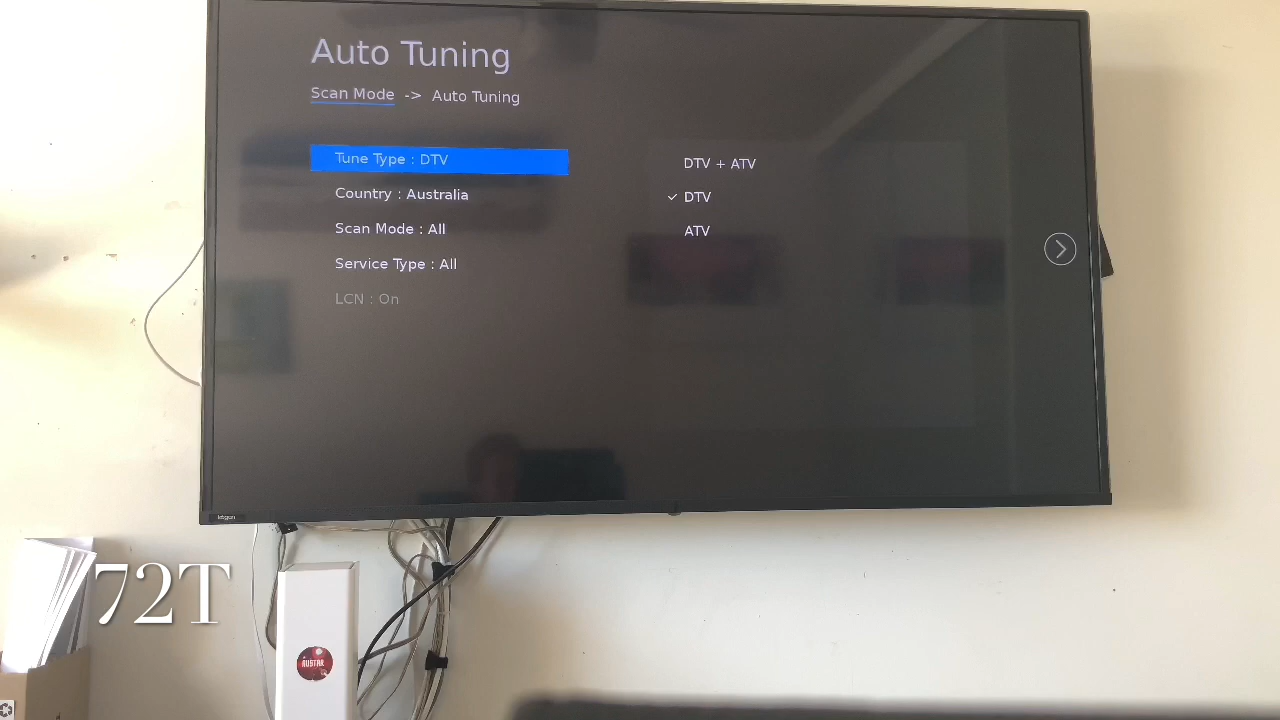 Auto Tuning
Scan Mode -> Auto Tuning
Tune Type : DTV
Country : Australia
Scan Mode : All
Service Type : All
LCN : On
DTV + ATV
✓ DTV
ATV
72T
AUSTAR